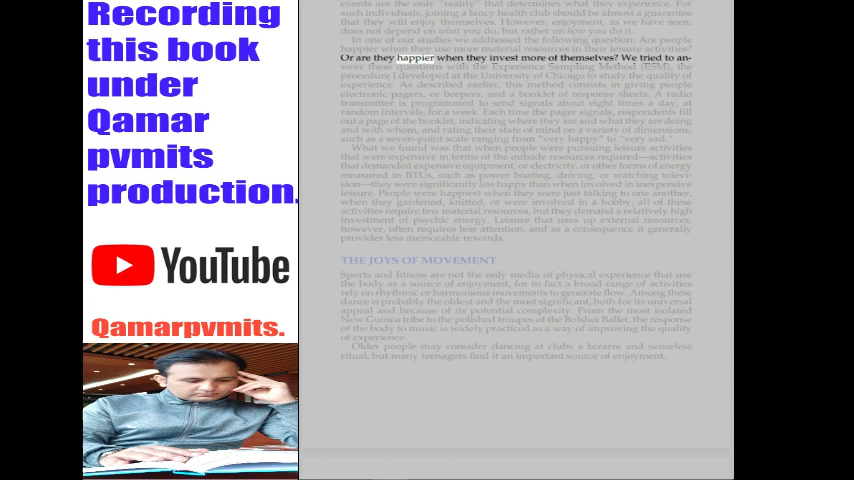 Recording
this book
under
Qamar
pvmits
production.
YouTube
Qamarpvmits.
events are the only "reality" that determines what they experience. For
such individuals, joining a fancy health club should be almost a guarantee
that they will enjoy themselves. However, enjoyment, as we have seen,
does not depend on what you do, but rather on how you do it.
In one of our studies we addressed the following question: Are people
happier when they use more material resources in their leisure activities?
Or are they happier when they invest more of themselves? We tried to an-
swer these questions with the Experience Sampling Method (ESM), the
procedure I developed at the University of Chicago to study the quality of
experience. As described earlier, this method consists in giving people
electronic pagers, or beepers, and a booklet of response sheets. A radio
transmitter is programmed to send signals about eight times a day, at
random intervals, for a week. Each time the pager signals, respondents fill
out a page of the booklet, indicating where they are and what they are doing
and with whom, and rating their state of mind on a variety of dimensions,
such as a seven-point scale ranging from "very happy" to "very sad."
What we found was that when people were pursuing leisure activities
that were expensive in terms of the outside resources required—activities
that demanded expensive equipment, or electricity, or other forms of energy
measured in BTUs, such as power boating, driving, or watching televi-
sion—they were significantly less happy than when involved in inexpensive
leisure. People were happiest when they were just talking to one another,
when they gardened, knitted, or were involved in a hobby; all of these
activities require few material resources, but they demand a relatively high
investment of psychic energy. Leisure that uses up external resources,
however, often requires less attention, and as a consequence it generally
provides less memorable rewards.
THE JOYS OF MOVEMENT
Sports and fitness are not the only media of physical experience that use
the body as a source of enjoyment, for in fact a broad range of activities
rely on rhythmic or harmonious movements to generate flow. Among these
dance is probably the oldest and the most significant, both for its universal
appeal and because of its potential complexity. From the most isolated
New Guinea tribe to the polished troupes of the Bolshoi Ballet, the response
of the body to music is widely practiced as a way of improving the quality
of experience.
Older people may consider dancing at clubs a bizarre and senseless
ritual, but many teenagers find it an important source of enjoyment.